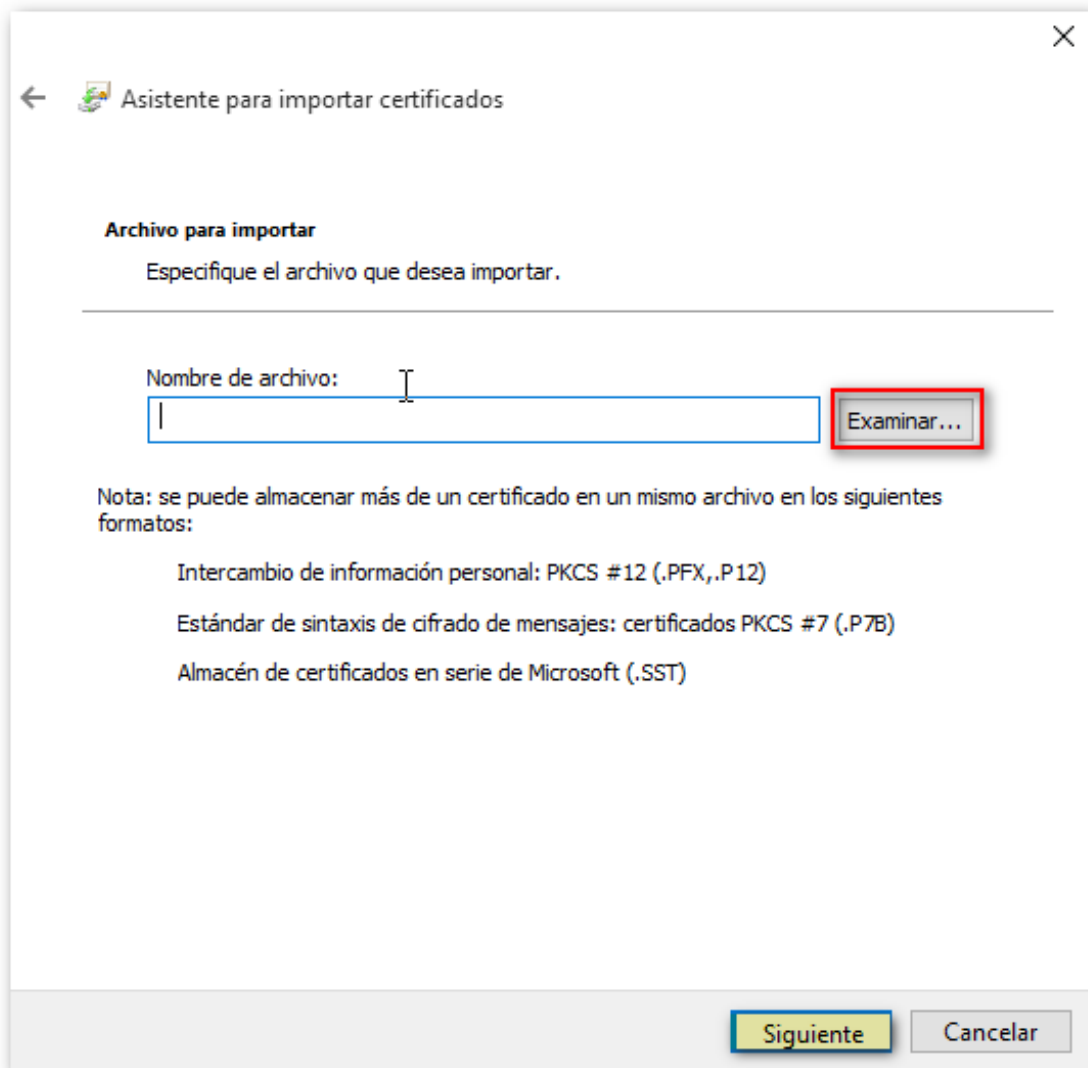 Asistente para importar certificados
Archivo para importar
Especifique el archivo que desea importar.
Nombre de archivo:
Examinar...
Nota: se puede almacenar más de un certificado en un mismo archivo en los siguientes
formatos:
Intercambio de información personal: PKCS #12 (.PFX,.P12)
Estándar de sintaxis de cifrado de mensajes: certificados PKCS #7 (.P7B)
Almacén de certificados en serie de Microsoft (.SST)
Siguiente
Cancelar